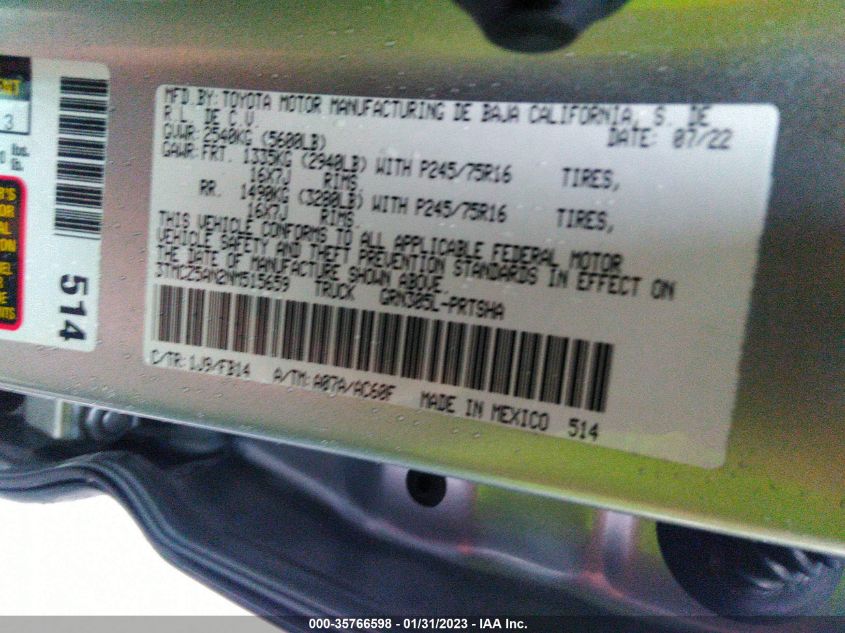 MFD.BY:TOYOTA MOTOR MANUFACTURING DE BAJA CALIFORNIA, S. DE
R.L. DE C.V. DATE: 07/22
GVWR:2540KG (5600LB)
GAWR:FRT. 1335KG (2940LB) WITH P245/75R16 TIRES,
16X7J RIMS.
RR. 1490KG (3280LB) WITH P245/75R16 TIRES,
16X7J RIMS.
THIS VEHICLE CONFORMS TO ALL APPLICABLE FEDERAL MOTOR
VEHICLE SAFETY AND THEFT PREVENTION STANDARDS IN EFFECT ON
THE DATE OF MANUFACTURE SHOWN ABOVE.
3TMCZ5AN2NM515659 TRUCK GRN305L-PRTSHA
C/TR:1J9/FB14 A/TM:A07A/AC60F MADE IN MEXICO 514
3
lbs.
lb.
514
000-35766598 - 01/31/2023 - IAA Inc.